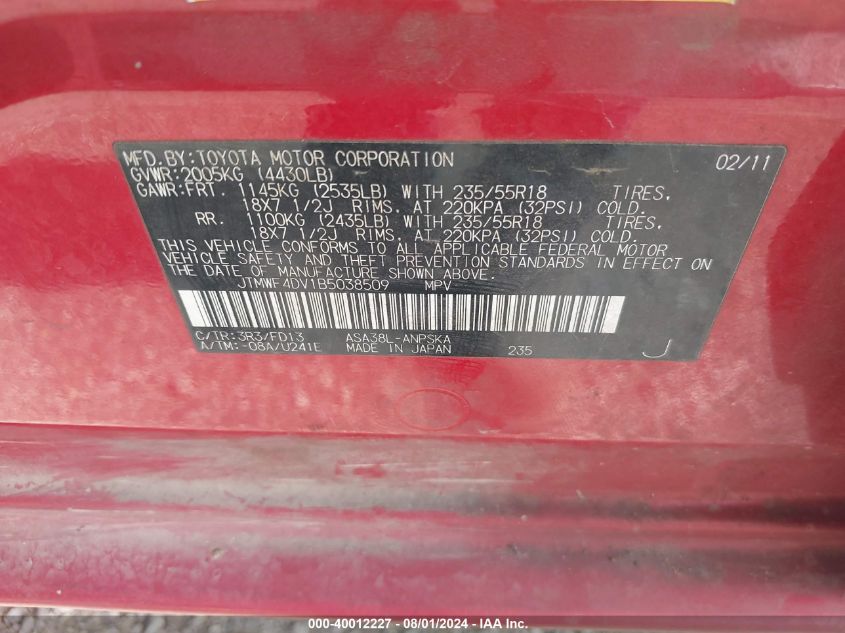 MFD.BY:TOYOTA MOTOR CORPORATION 02/11
GVWR:2005KG (4430LB)
GAWR:FRT. 1145KG (2535LB) WITH 235/55R18 TIRES,
18X7 1/2J RIMS, AT 220KPA (32PSI) COLD.
RR. 1100KG (2435LB) WITH 235/55R18 TIRES,
18X7 1/2J RIMS, AT 220KPA (32PSI) COLD.
THIS VEHICLE CONFORMS TO ALL APPLICABLE FEDERAL MOTOR
VEHICLE SAFETY AND THEFT PREVENTION STANDARDS IN EFFECT ON
THE DATE OF MANUFACTURE SHOWN ABOVE.
JTMWF4DV1B5038509 MPV
C/TR:3R3/FD13 ASA38L-ANPSKA
A/TM:-08A/U241E MADE IN JAPAN 235 J
000-40012227 - 08/01/2024 - IAA Inc.